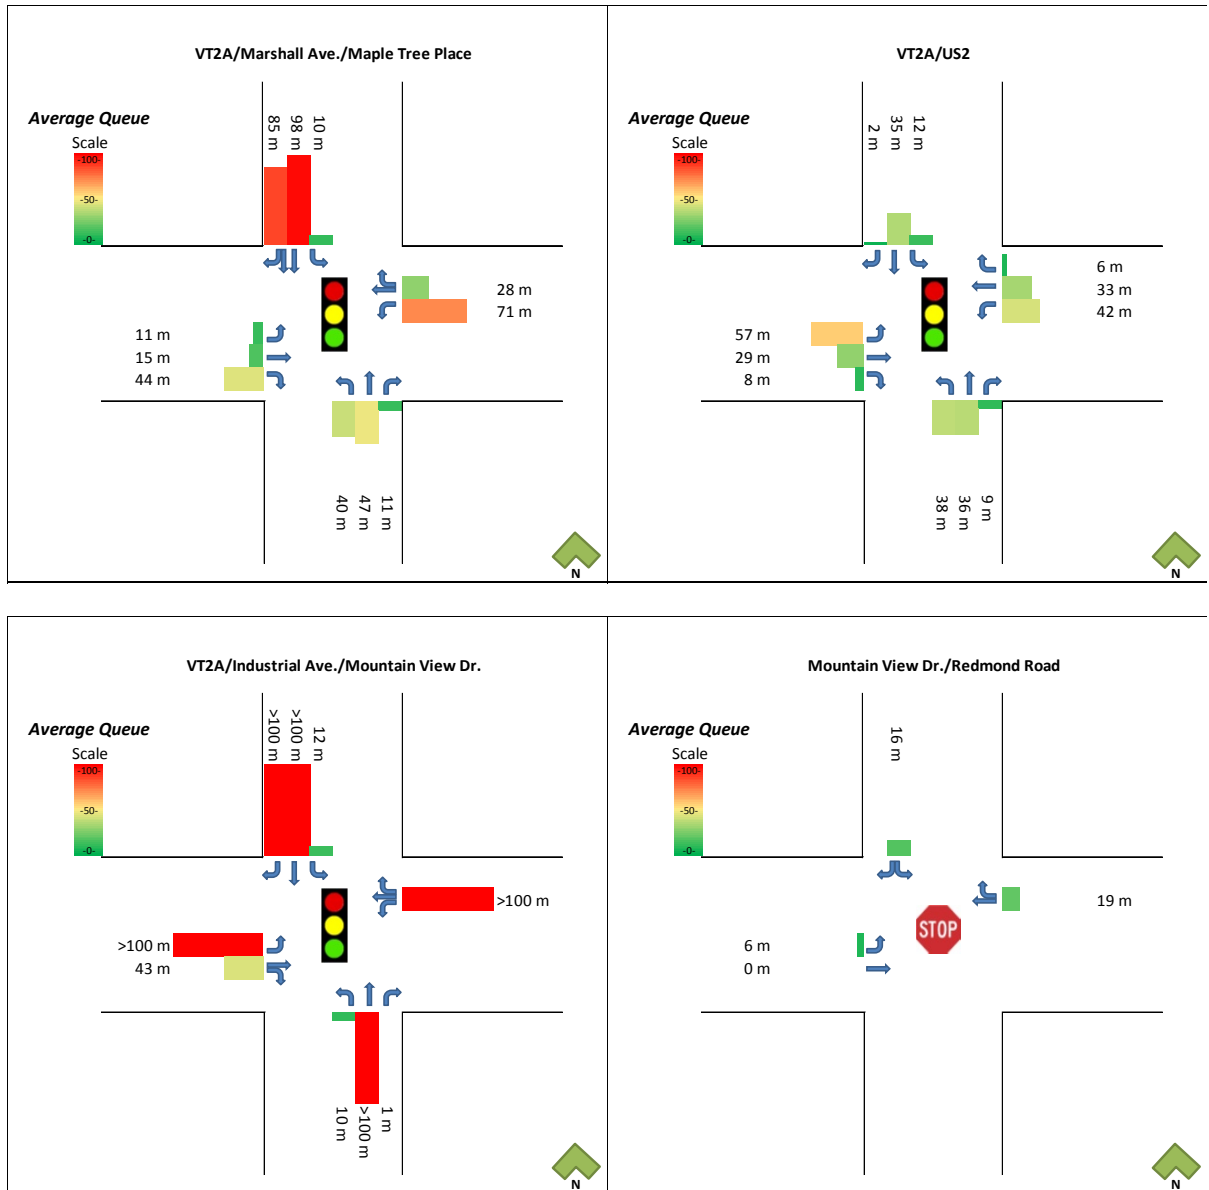 VT2A/Marshall Ave./Maple Tree Place
Average Queue
Scale
-100-
-50-
-0-
85 m
98 m
10 m
28 m
71 m
11 m
15 m
44 m
40 m
47 m
11 m
N
VT2A/US2
Average Queue
Scale
-100-
-50-
-0-
2 m
35 m
12 m
6 m
33 m
42 m
57 m
29 m
8 m
38 m
36 m
9 m
N
VT2A/Industrial Ave./Mountain View Dr.
Average Queue
Scale
-100-
-50-
-0-
>100 m
>100 m
12 m
>100 m
>100 m
43 m
10 m
>100 m
1 m
N
Mountain View Dr./Redmond Road
Average Queue
Scale
-100-
-50-
-0-
16 m
19 m
STOP
6 m
0 m
N